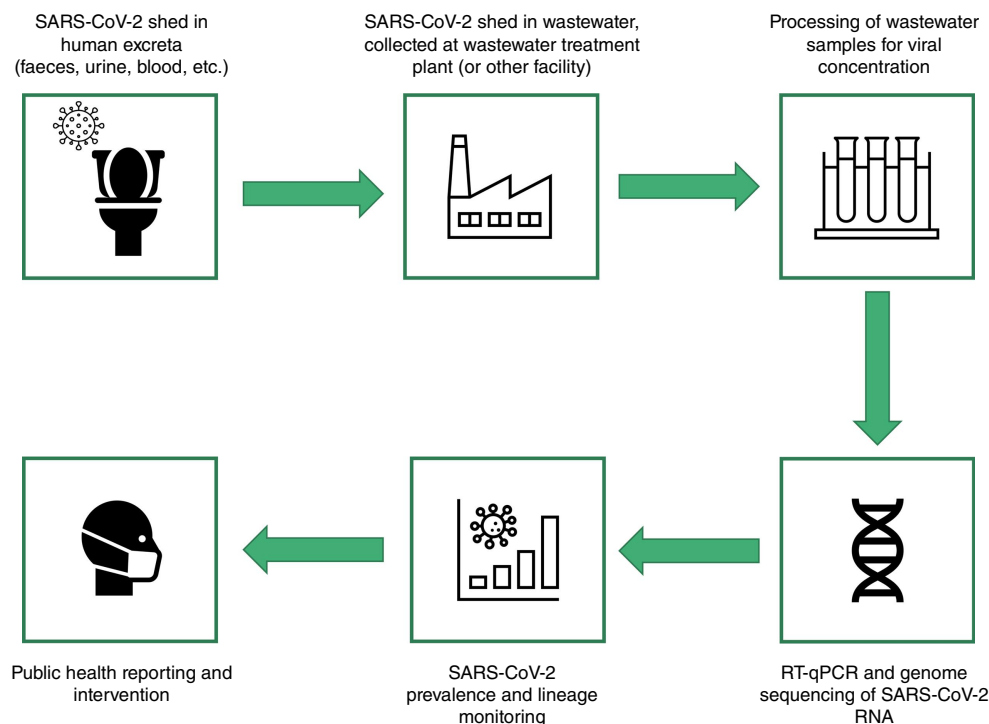 SARS-CoV-2 shed in
human excreta
(faeces, urine, blood, etc.)
SARS-CoV-2 shed in wastewater,
collected at wastewater treatment
plant (or other facility)
Processing of wastewater
samples for viral
concentration
Public health reporting and
intervention
SARS-CoV-2
prevalence and lineage
monitoring
RT-qPCR and genome
sequencing of SARS-CoV-2
RNA